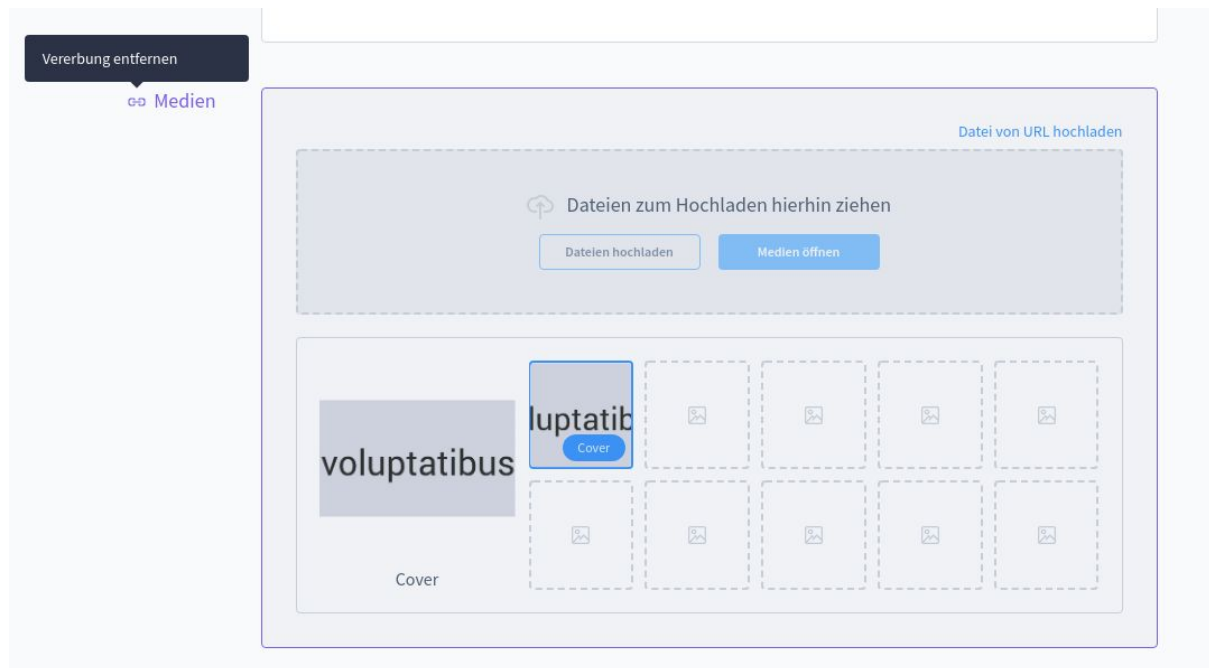 Vererbung entfernen
Medien
Datei von URL hochladen
Dateien zum Hochladen hierhin ziehen
Dateien hochladen
Medien öffnen
voluptatibus
luptatib
Cover
Cover